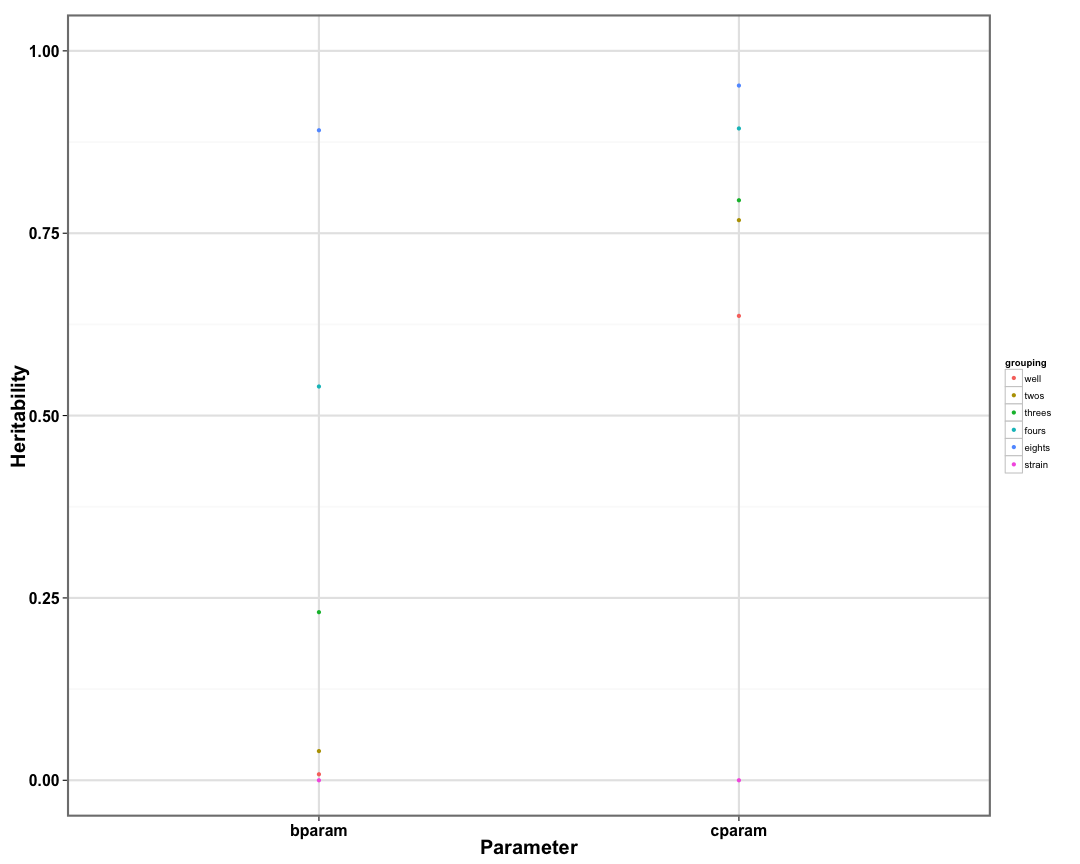 1.00
0.75
0.50
0.25
0.00
Heritability
bparam
cparam
Parameter
grouping
well
twos
threes
fours
eights
strain